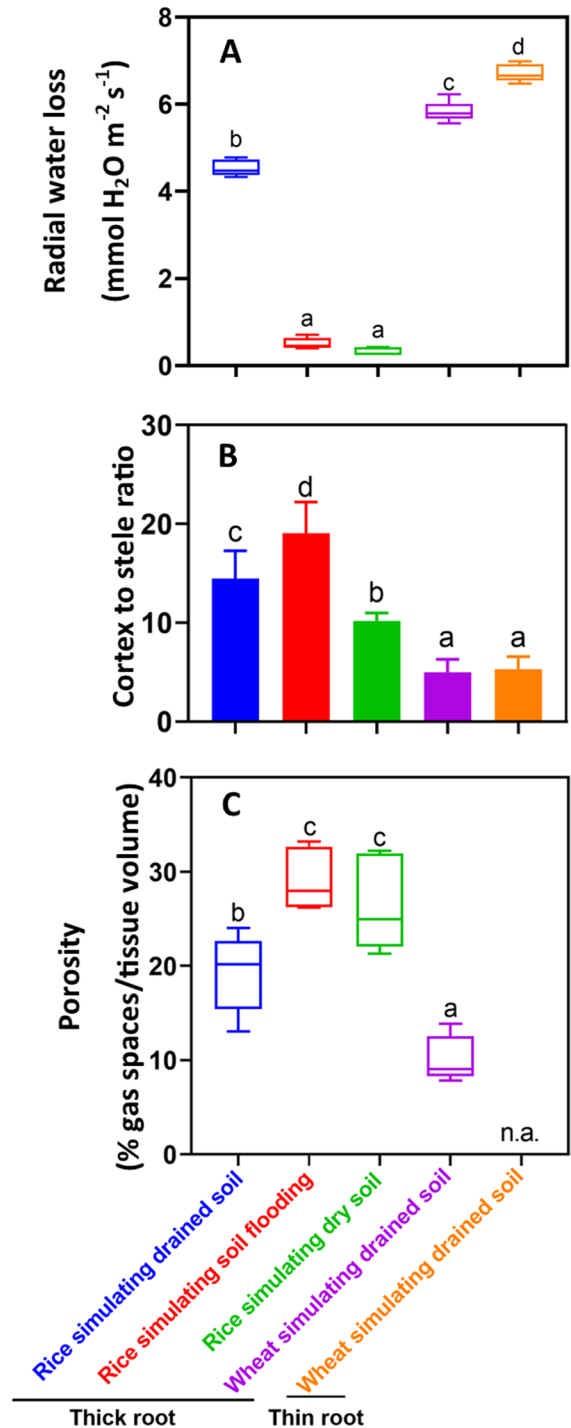 A
Radial water loss
(mmol H₂O m⁻² s⁻¹)
8
6
4
2
0
b
a
a
c
d
B
Cortex to stele ratio
30
20
10
0
c
d
b
a
a
C
Porosity
(% gas spaces/tissue volume)
40
30
20
10
0
b
c
c
a
n.a.
Rice simulating drained soil
Rice simulating soil flooding
Rice simulating dry soil
Wheat simulating drained soil
Wheat simulating drained soil
Thick root
Thin root